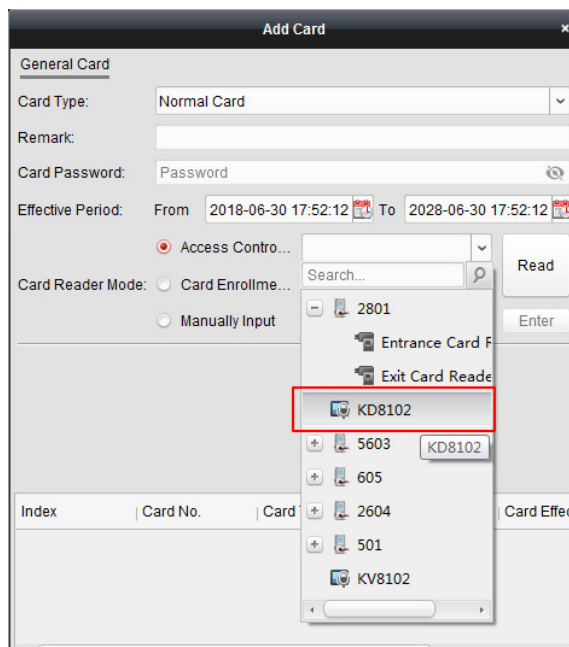 Add Card
General Card
Card Type: Normal Card
Remark:
Card Password: Password
Effective Period: From 2018-06-30 17:52:12 To 2028-06-30 17:52:12
Access Contro...
Card Reader Mode: Card Enrollme... Read
Manually Input Enter
Search...
2801
Entrance Card R
Exit Card Reade
KD8102
5603 KD8102
605
2604
501
KV8102
Index Card No. Card Card Effec